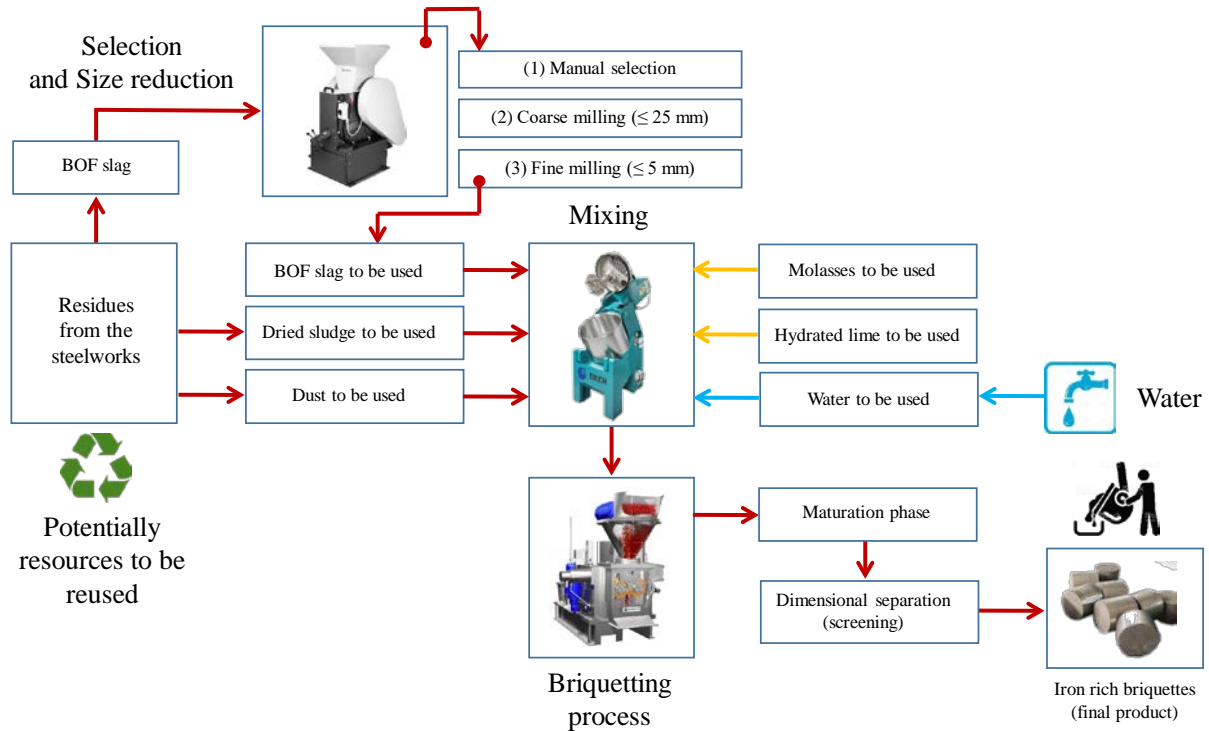 Selection
and Size reduction
(1) Manual selection
(2) Coarse milling (≤ 25 mm)
(3) Fine milling (≤ 5 mm)
BOF slag
Mixing
Residues
from the
steelworks
BOF slag to be used
Dried sludge to be used
Dust to be used
EIRICH
Molasses to be used
Hydrated lime to be used
Water to be used
Water
Potentially
resources to be
reused
Maturation phase
Dimensional separation
(screening)
Briquetting
process
Iron rich briquettes
(final product)